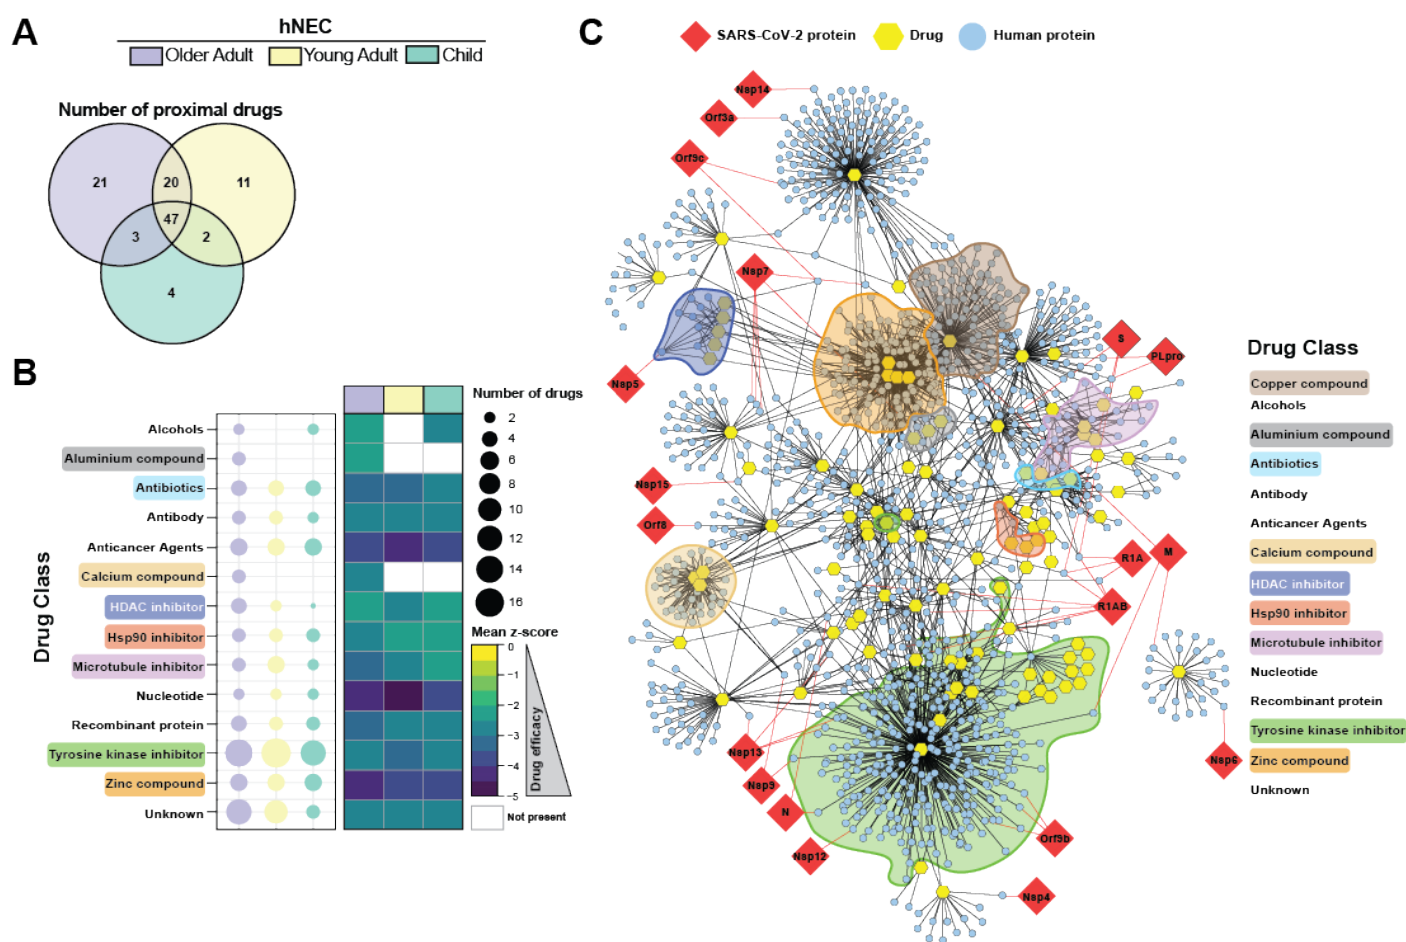 A
hNEC
Older Adult
Young Adult
Child
Number of proximal drugs
21
20
11
47
3
2
4
B
Drug Class
Alcohols
Aluminium compound
Antibiotics
Antibody
Anticancer Agents
Calcium compound
HDAC inhibitor
Hsp90 inhibitor
Microtubule inhibitor
Nucleotide
Recombinant protein
Tyrosine kinase inhibitor
Zinc compound
Unknown
Number of drugs
2
4
6
8
10
12
14
16
Mean z-score
0
−1
−2
−3
−4
−5
Drug efficacy
Not present
C
SARS-CoV-2 protein
Drug
Human protein
Nsp14
Orf3a
Orf9c
Nsp7
Nsp5
S
PLpro
Nsp15
Orf8
R1A
M
R1AB
Nsp13
Nsp9
N
Nsp12
Orf9b
Nsp4
Nsp6
Drug Class
Copper compound
Alcohols
Aluminium compound
Antibiotics
Antibody
Anticancer Agents
Calcium compound
HDAC inhibitor
Hsp90 inhibitor
Microtubule inhibitor
Nucleotide
Recombinant protein
Tyrosine kinase inhibitor
Zinc compound
Unknown